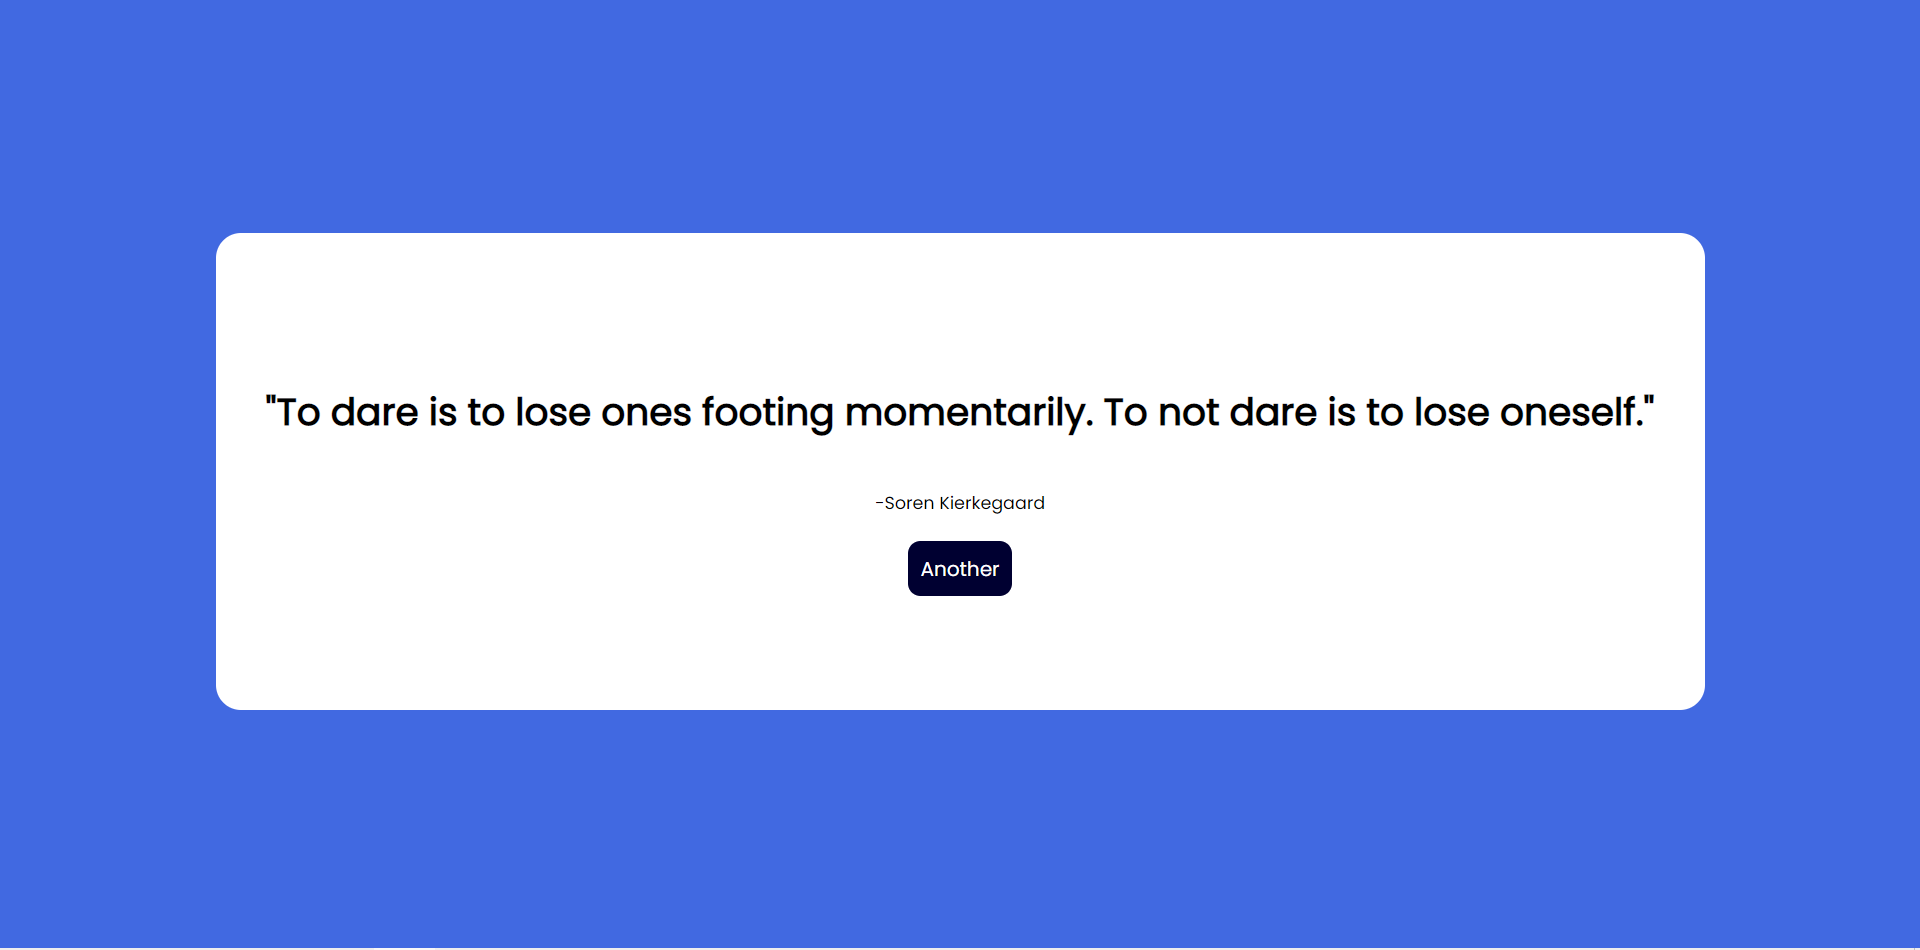 "To dare is to lose ones footing momentarily. To not dare is to lose oneself."
-Soren Kierkegaard
Another